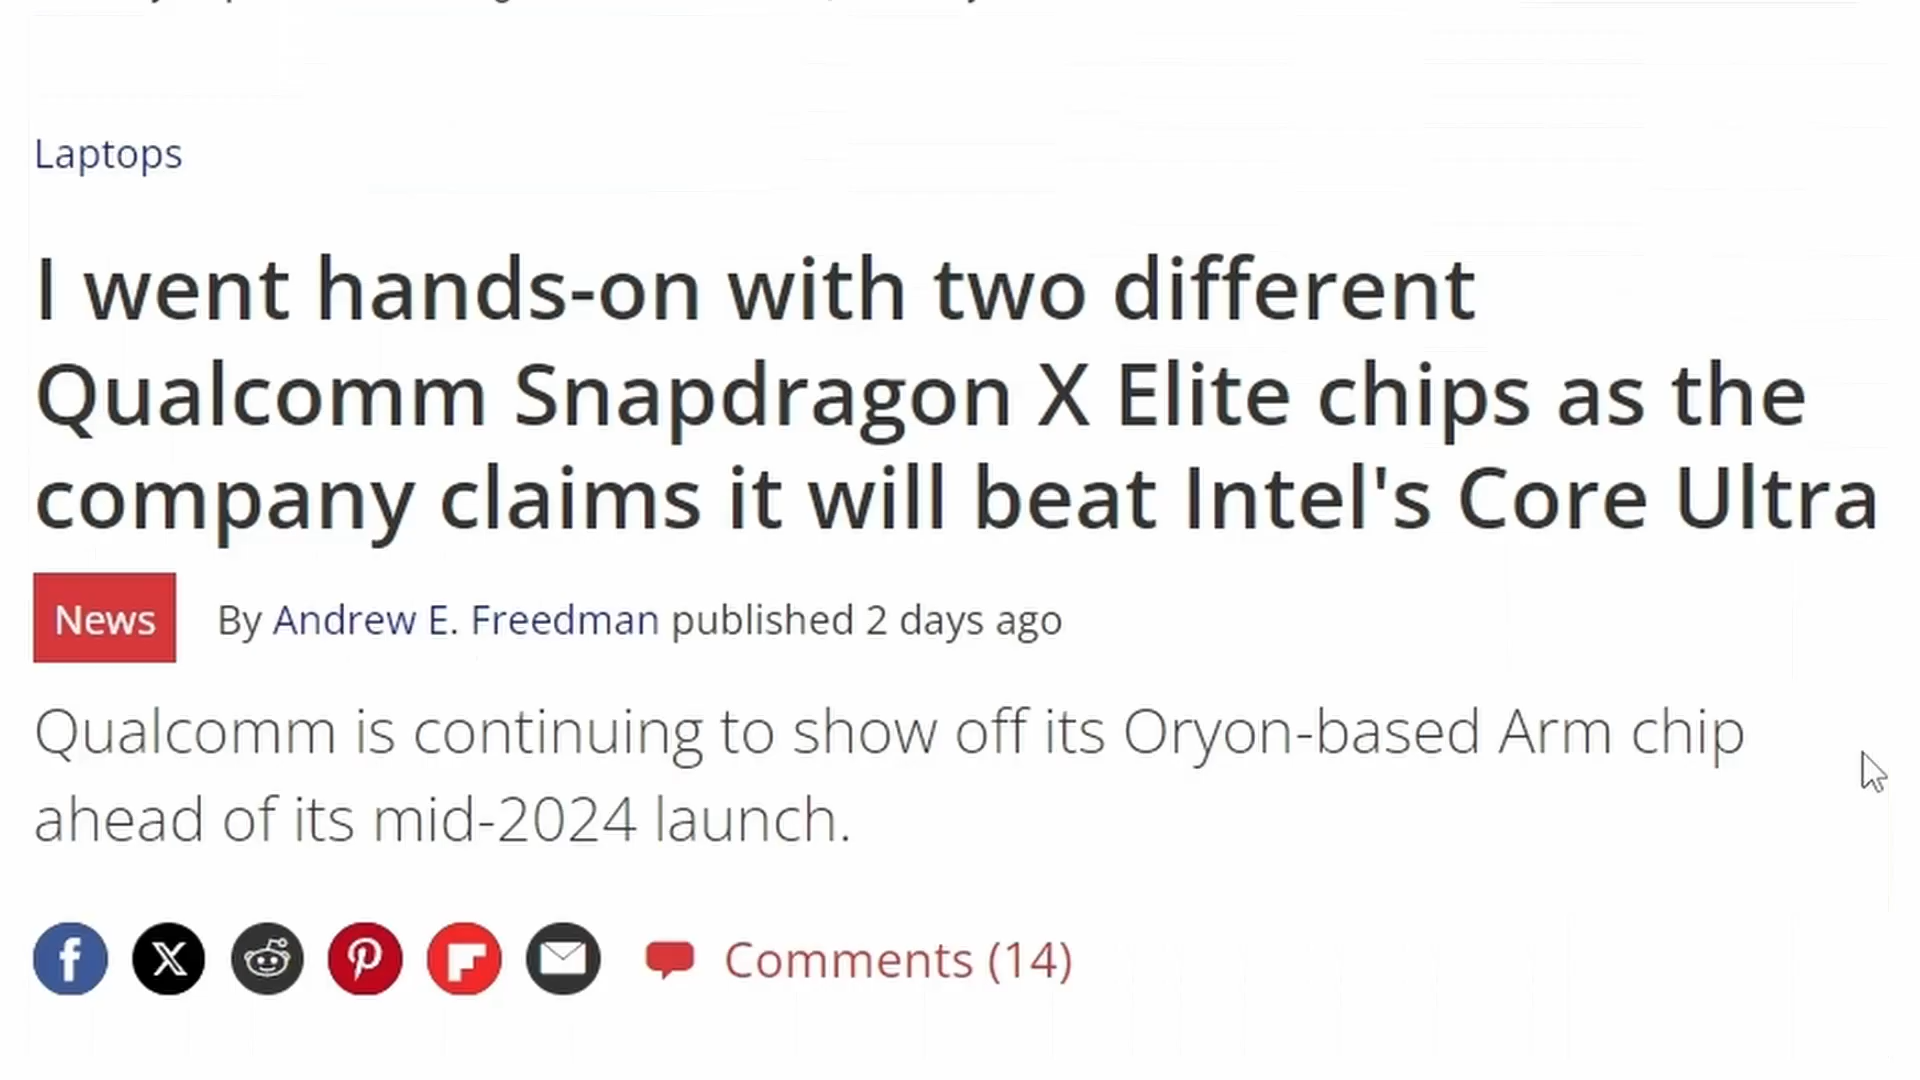 Laptops
I went hands-on with two different
Qualcomm Snapdragon X Elite chips as the
company claims it will beat Intel's Core Ultra
News By Andrew E. Freedman published 2 days ago
Qualcomm is continuing to show off its Oryon-based Arm chip
ahead of its mid-2024 launch.
Comments (14)